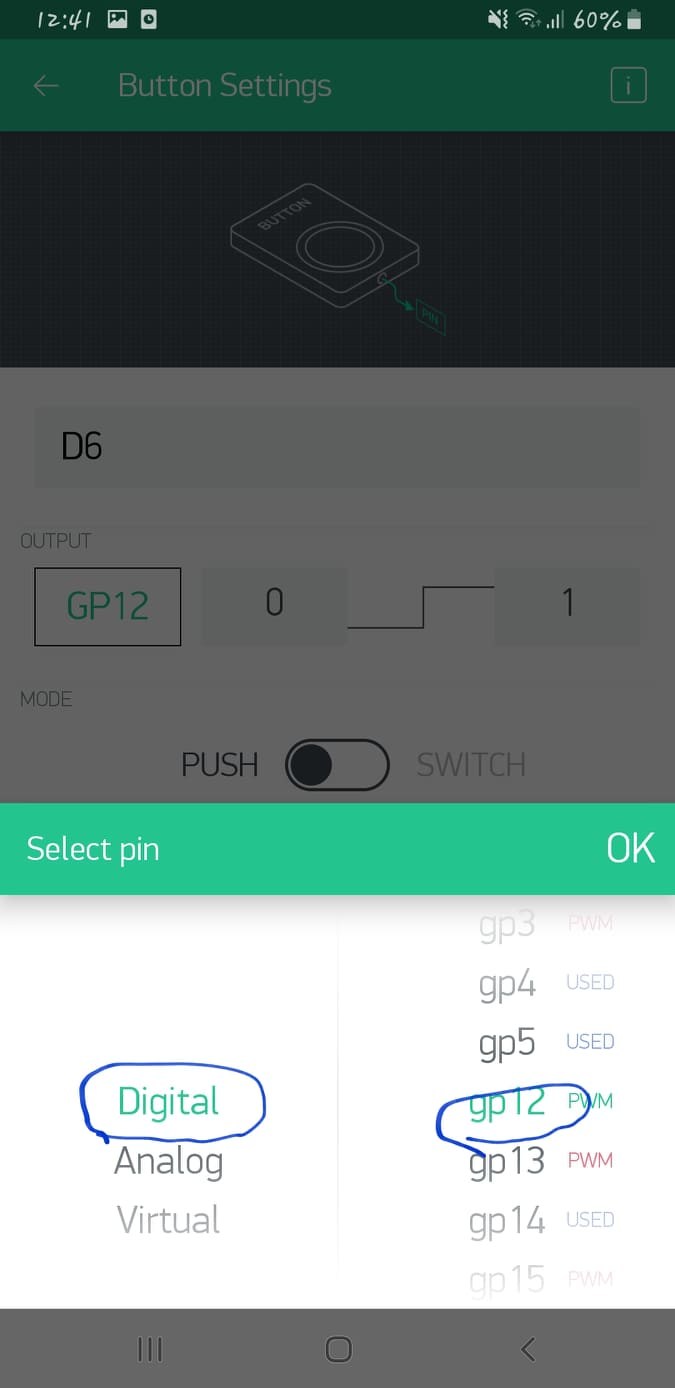 12:41 60%
Button Settings
BUTTON
PIN
D6
OUTPUT
GP12 0 1
MODE
PUSH SWITCH
Select pin OK
gp3 PWM
gp4 USED
gp5 USED
Digital gp12 PWM
Analog gp13 PWM
Virtual gp14 USED
gp15 PWM